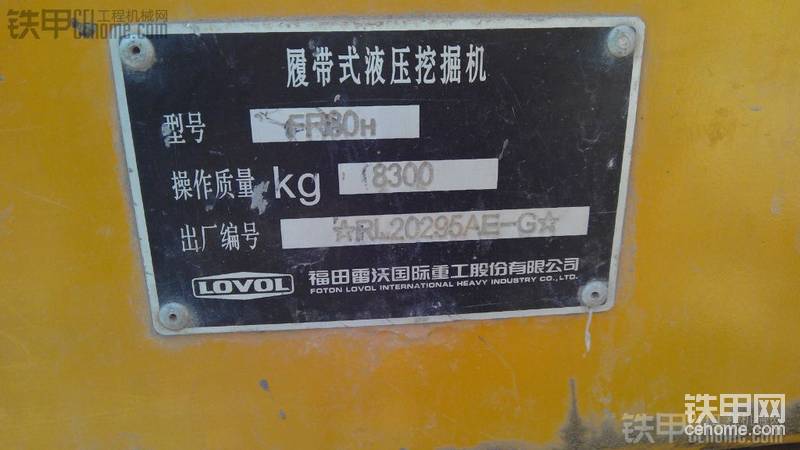 铁甲 工程机械网
cehome.com
履带式液压挖掘机
型号 FR80H
操作质量 kg 8300
出厂编号 ☆RL20295AE-G☆
LOVOL
福田雷沃国际重工股份有限公司
FOTON LOVOL INTERNATIONAL HEAVY INDUSTRY CO.,LTD.
铁甲网
cehome.com